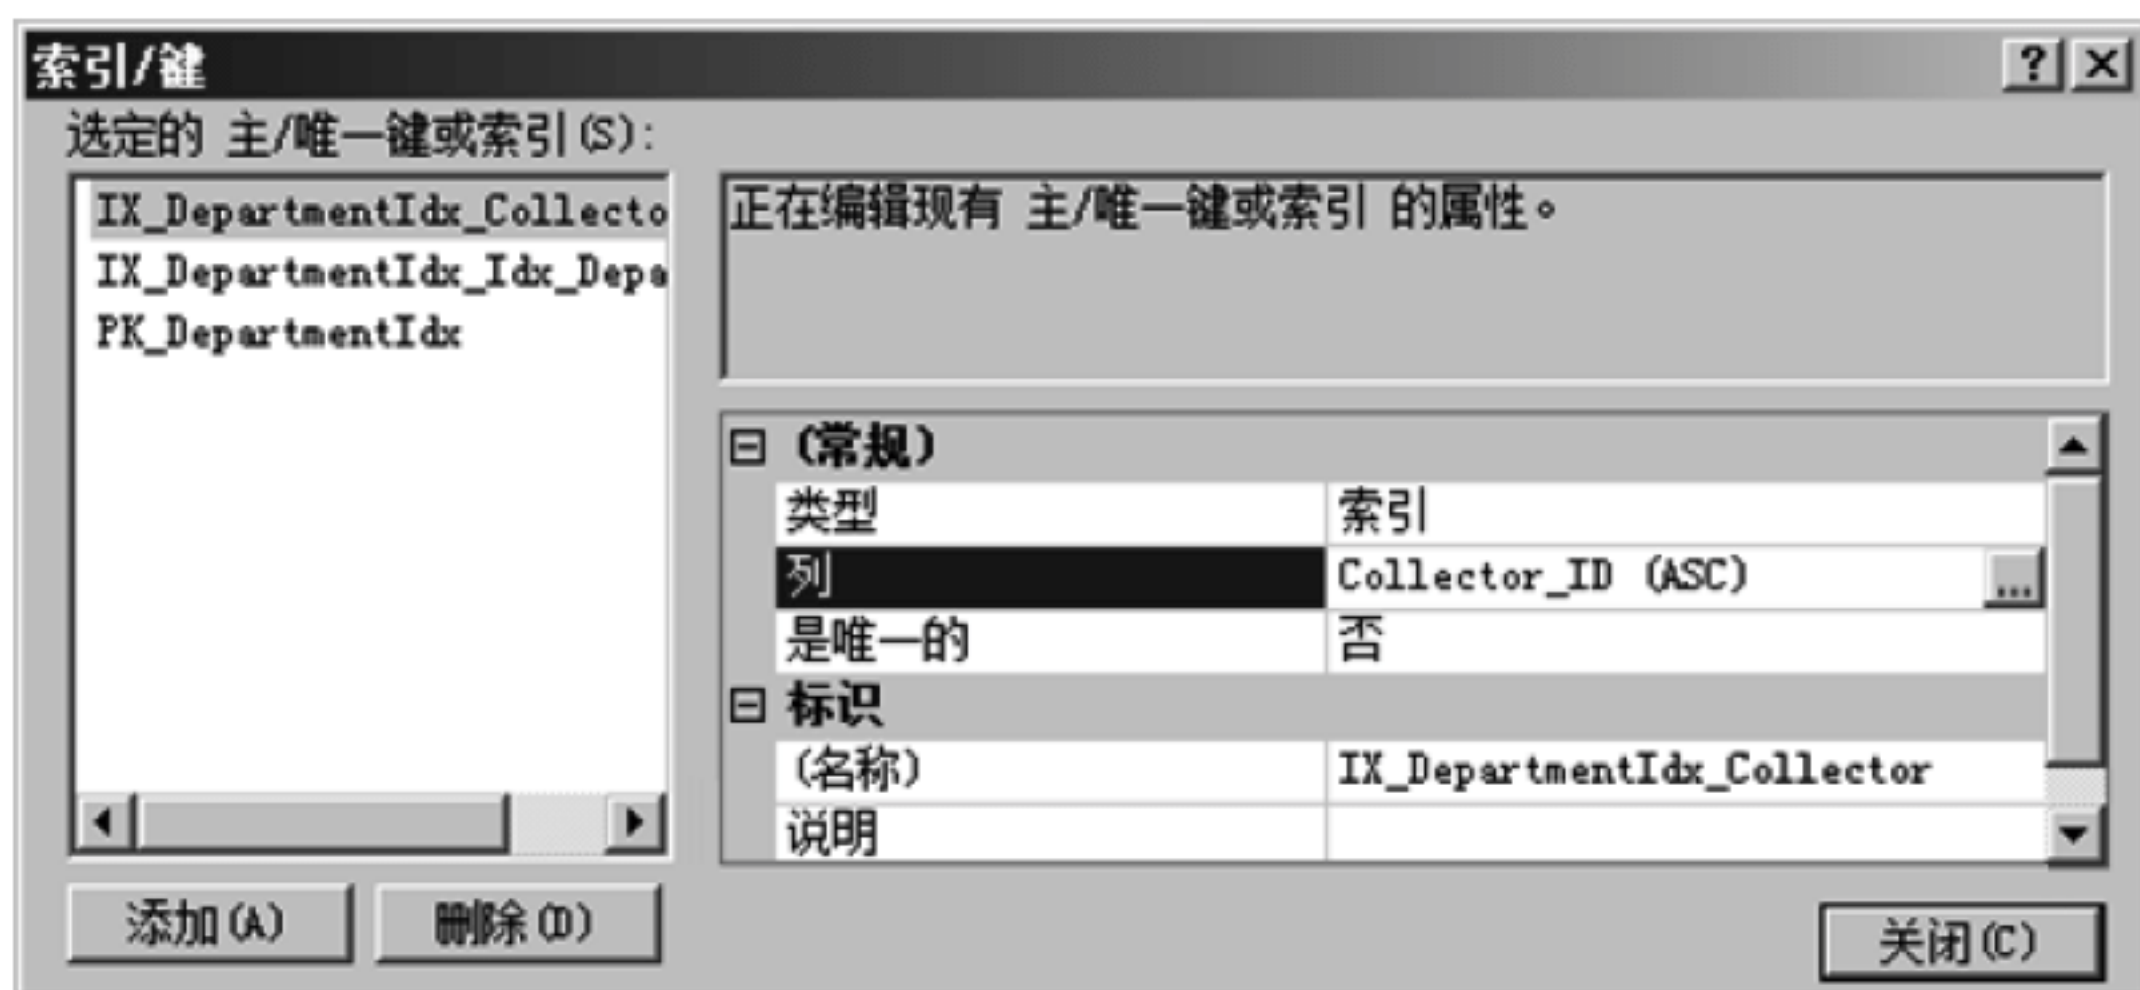 索引/键
选定的 主/唯一键或索引(S):
IX_DepartmentIdx_Collecto
IX_DepartmentIdx_Idx_Depa
PK_DepartmentIdx
添加(A)
删除(D)
正在编辑现有 主/唯一键或索引 的属性。
(常规)
类型 索引
列 Collector_ID (ASC) ...
是唯一的 否
标识
(名称) IX_DepartmentIdx_Collector
说明
关闭(C)